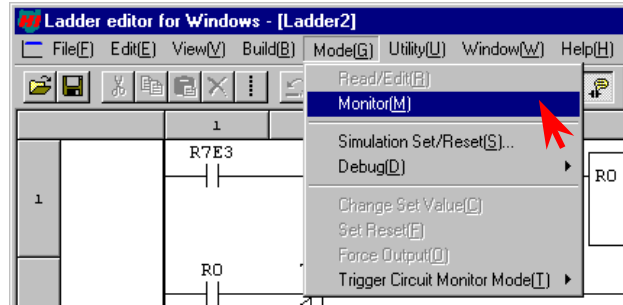 Ladder editor for Windows - [Ladder2]
File(F) Edit(E) View(V) Build(B) Mode(G) Utility(U) Window(W) Help(H)
Read/Edit(R)
Monitor(M)
1
Simulation Set/Reset(S)...
R7E3
Debug(D)
R0
1
Change Set Value(C)
Set Reset(F)
Force Output(O)
R0
Trigger Circuit Monitor Mode(T)